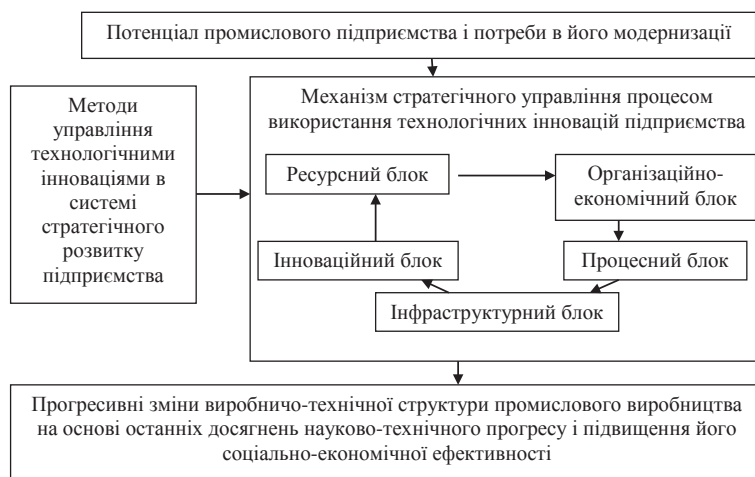 Потенціал промислового підприємства і потреби в його модернизації
Методи
управління
технологічними
інноваціями в
системі
стратегічного
розвитку
підприємства
Механізм стратегічного управління процесом
використання технологічних інновацій підприємства
Ресурсний блок
Організаційно-
економічний блок
Інноваційний блок
Процесний блок
Інфраструктурний блок
Прогресивні зміни виробничо-технічної структури промислового виробництва
на основі останніх досягнень науково-технічного прогресу і підвищення його
соціально-економічної ефективності